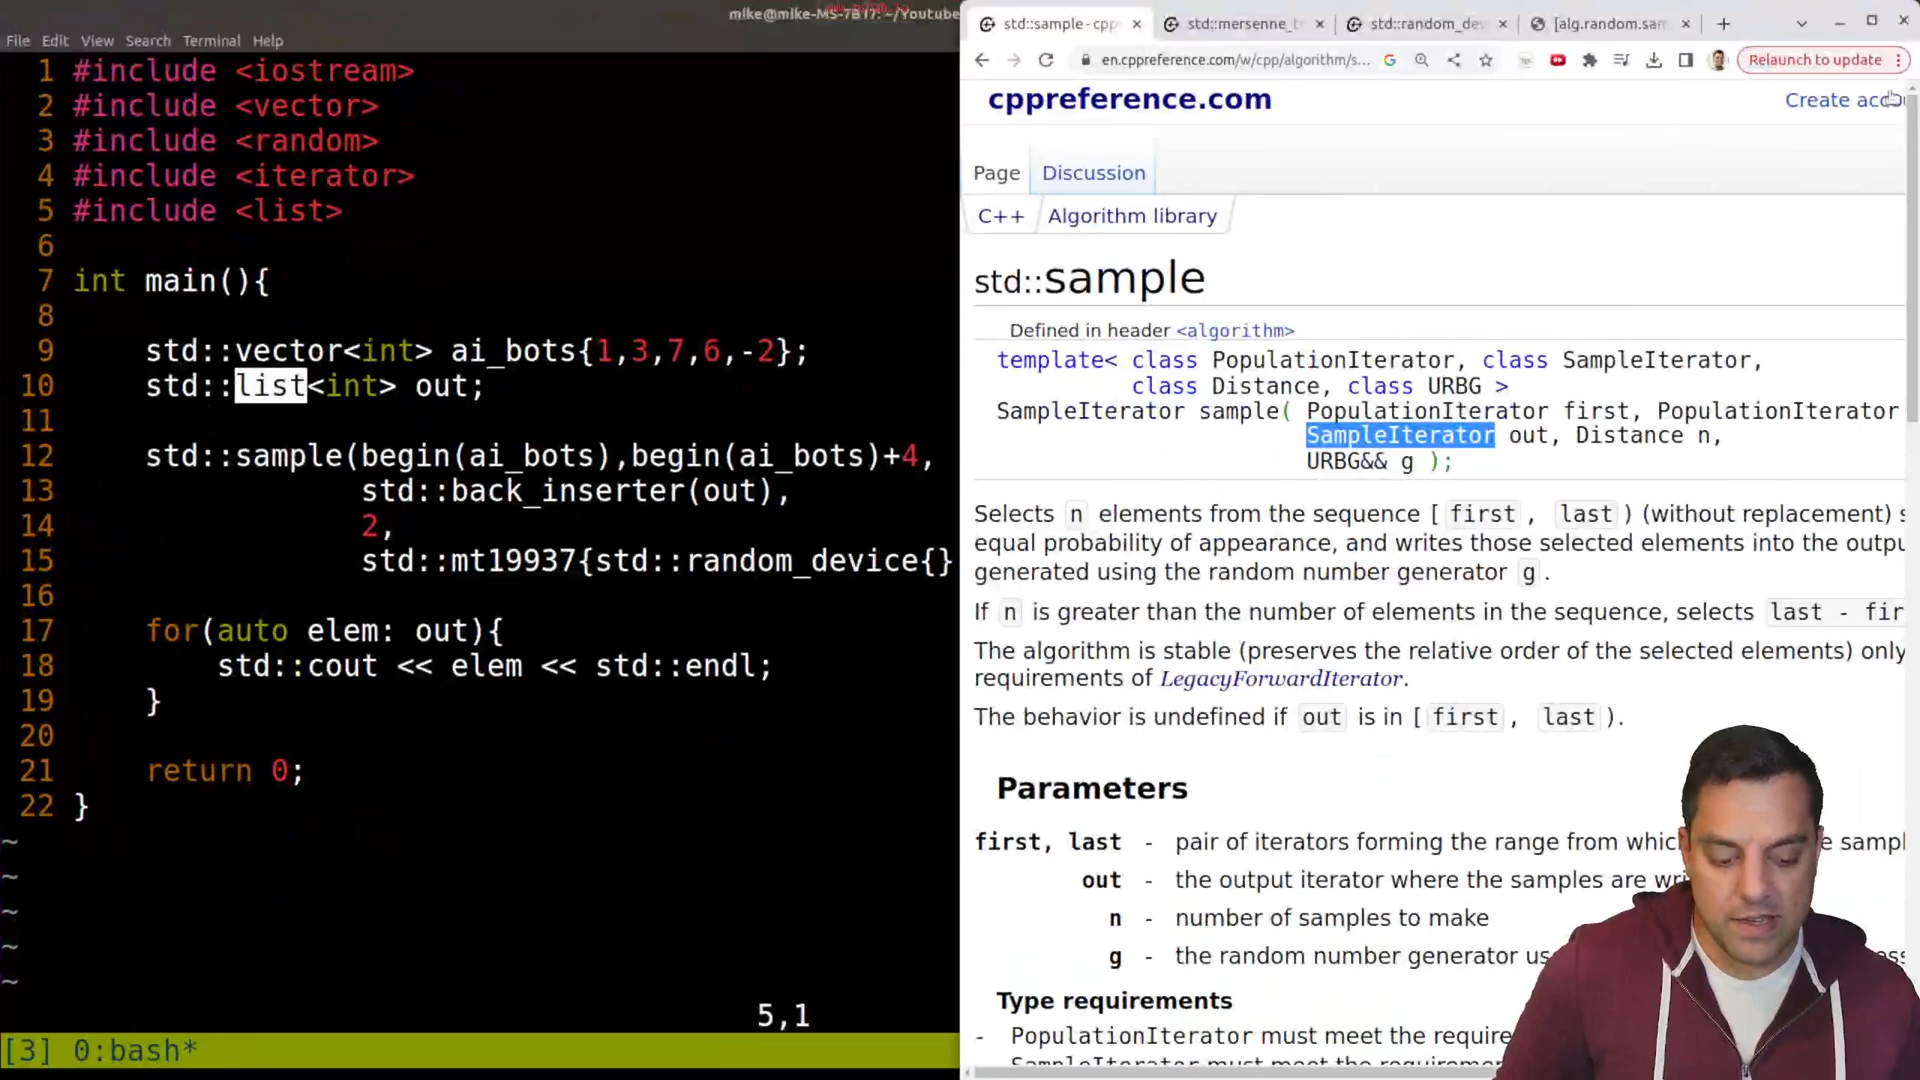 mike@mike-MS-7B17: ~/Youtube
File Edit View Search Terminal Help
1 #include <iostream>
2 #include <vector>
3 #include <random>
4 #include <iterator>
5 #include <list>
6
7 int main(){
8
9 std::vector<int> ai_bots{1,3,7,6,-2};
10 std::list<int> out;
11
12 std::sample(begin(ai_bots),begin(ai_bots)+4,
13 std::back_inserter(out),
14 2,
15 std::mt19937{std::random_device{}
16
17 for(auto elem: out){
18 std::cout << elem << std::endl;
19 }
20
21 return 0;
22 }
~
~
~
~
~
5,1
[3] 0:bash*
std::sample - cpp
std::mersenne_t
std::random_dev
[alg.random.sam
en.cppreference.com/w/cpp/algorithm/s...
Relaunch to update
cppreference.com
Create
Page Discussion
C++ Algorithm library
std::sample
Defined in header <algorithm>
template< class PopulationIterator, class SampleIterator,
class Distance, class URBG >
SampleIterator sample( PopulationIterator first, PopulationIterator
SampleIterator out, Distance n,
URBG&& g );
Selects n elements from the sequence [ first , last ) (without replacement) s
equal probability of appearance, and writes those selected elements into the outpu
generated using the random number generator g .
If n is greater than the number of elements in the sequence, selects last - fir
The algorithm is stable (preserves the relative order of the selected elements) only
requirements of LegacyForwardIterator.
The behavior is undefined if out is in [ first , last ).
Parameters
first, last - pair of iterators forming the range from whic e samp
out - the output iterator where the samples are wri
n - number of samples to make
g - the random number generator us ess
Type requirements
- PopulationIterator must meet the require
SampleIterator must meet the requiremen